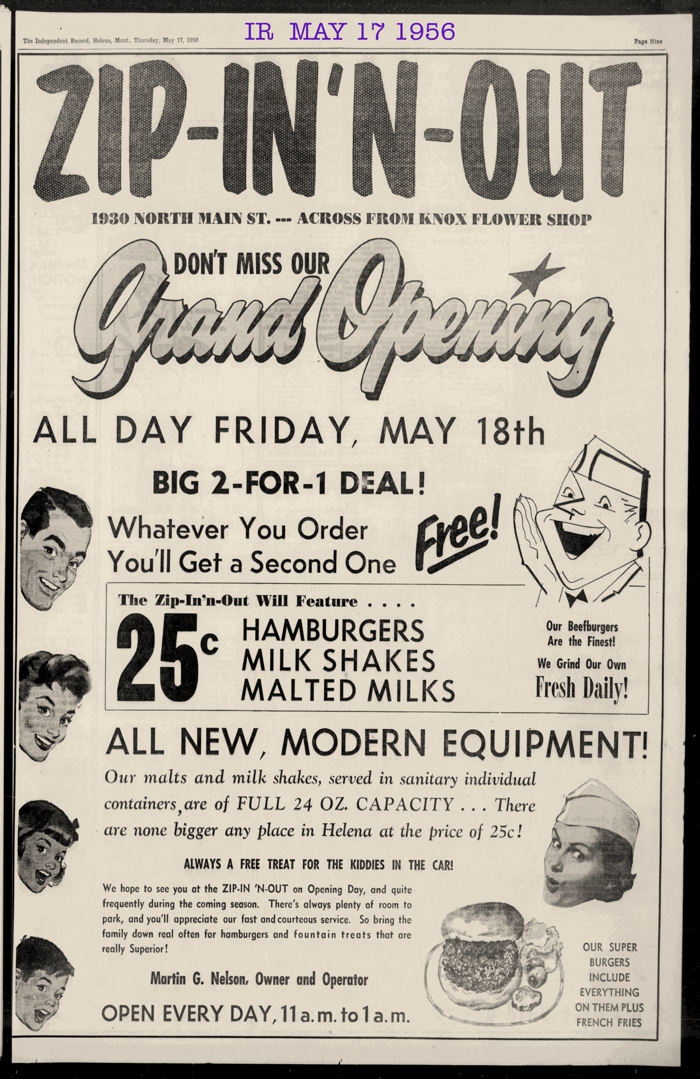 IR MAY 17 1956
The Independent Record, Helena, Mont., Thursday, May 17, 1956
Page Nine
ZIP-IN'N-OUT
1930 NORTH MAIN ST. --- ACROSS FROM KNOX FLOWER SHOP
DON'T MISS OUR
Grand Opening
ALL DAY FRIDAY, MAY 18th
BIG 2-FOR-1 DEAL!
Whatever You Order
You'll Get a Second One
Free!
The Zip-In'n-Out Will Feature . . . .
25c
HAMBURGERS
MILK SHAKES
MALTED MILKS
Our Beefburgers
Are the Finest!
We Grind Our Own
Fresh Daily!
ALL NEW, MODERN EQUIPMENT!
Our malts and milk shakes, served in sanitary individual
containers, are of FULL 24 OZ. CAPACITY . . . There
are none bigger any place in Helena at the price of 25c!
ALWAYS A FREE TREAT FOR THE KIDDIES IN THE CAR!
We hope to see you at the ZIP-IN 'N-OUT on Opening Day, and quite
frequently during the coming season. There's always plenty of room to
park, and you'll appreciate our fast and courteous service. So bring the
family down real often for hamburgers and fountain treats that are
really Superior!
Martin G. Nelson, Owner and Operator
OPEN EVERY DAY, 11 a.m. to 1 a.m.
OUR SUPER
BURGERS
INCLUDE
EVERYTHING
ON THEM PLUS
FRENCH FRIES